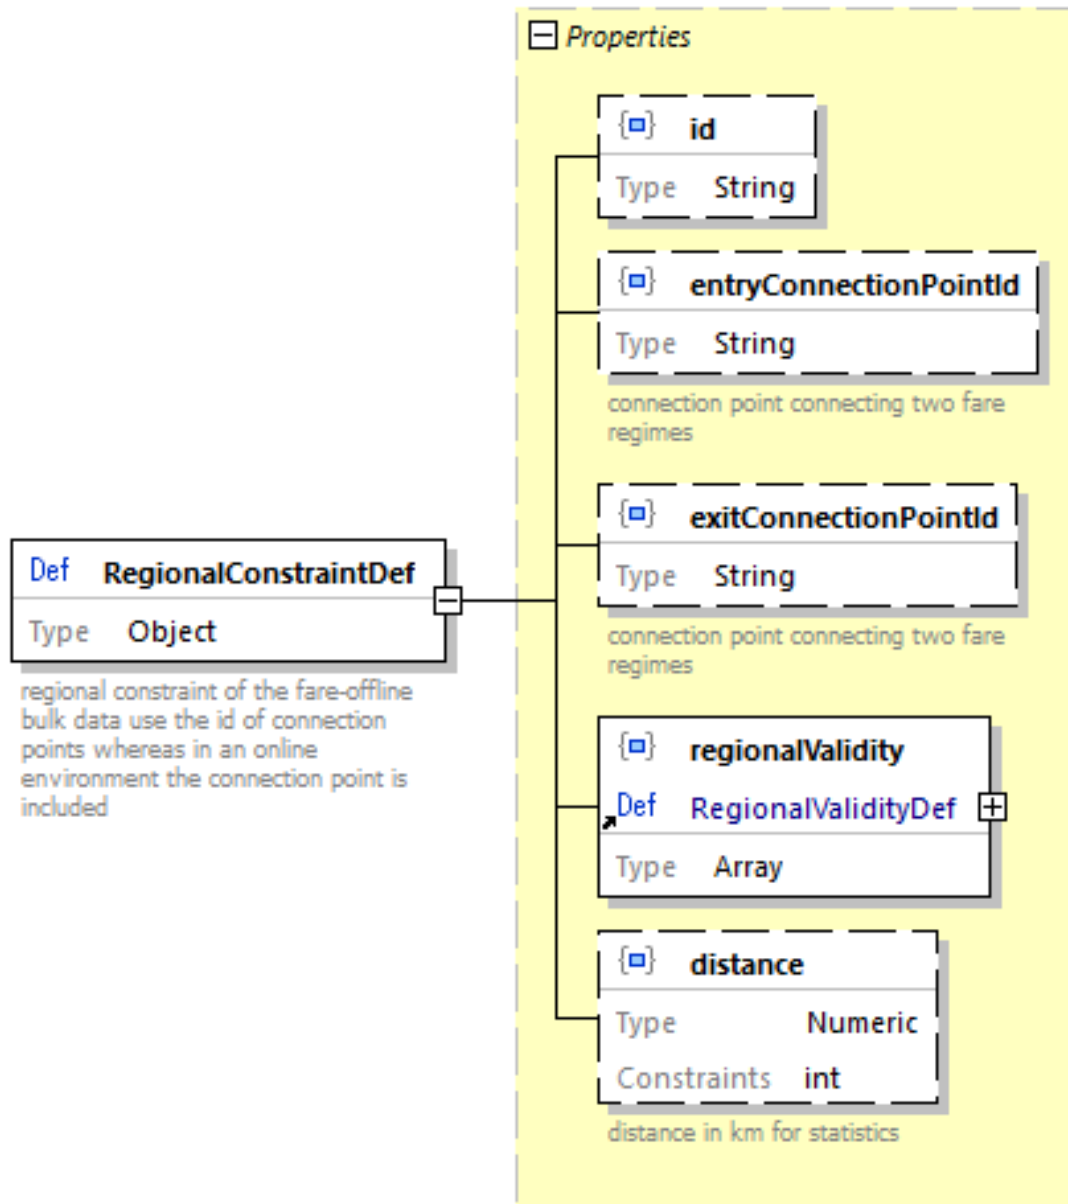 Properties
id
Type String
entryConnectionPointId
Type String
connection point connecting two fare
regimes
exitConnectionPointId
Type String
connection point connecting two fare
regimes
Def RegionalConstraintDef
Type Object
regional constraint of the fare-offline
bulk data use the id of connection
points whereas in an online
environment the connection point is
included
regionalValidity
Def RegionalValidityDef
Type Array
distance
Type Numeric
Constraints int
distance in km for statistics